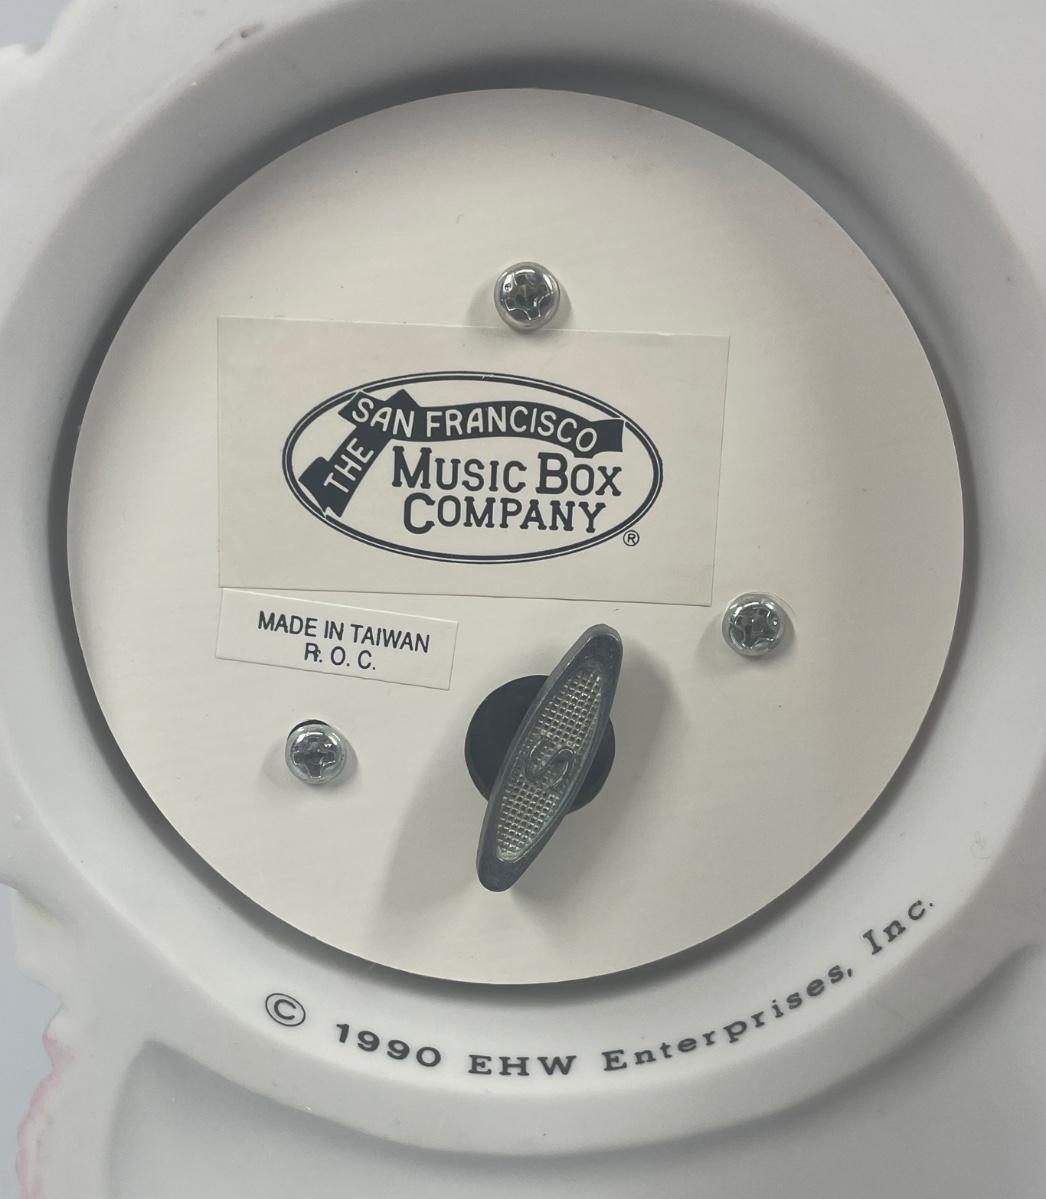 THE SAN FRANCISCO
MUSIC BOX
COMPANY
®
MADE IN TAIWAN
R. O. C.
S
© 1990 EHW Enterprises, Inc.